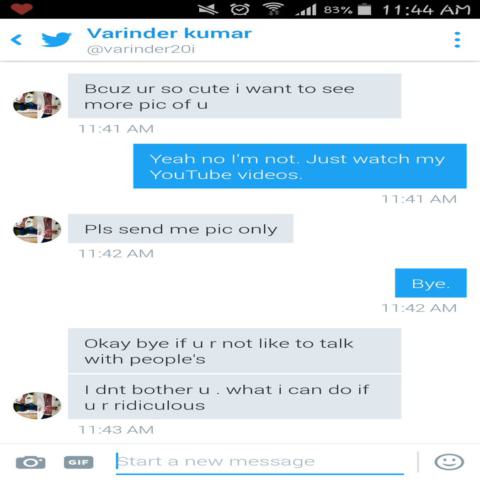 83% 11:44 AM
Varinder kumar
@varinder20i
Bcuz ur so cute i want to see
more pic of u
11:41 AM
Yeah no I'm not. Just watch my
YouTube videos.
11:41 AM
Pls send me pic only
11:42 AM
Bye.
11:42 AM
Okay bye if u r not like to talk
with people's
I dnt bother u . what i can do if
u r ridiculous
11:43 AM
GIF
Start a new message